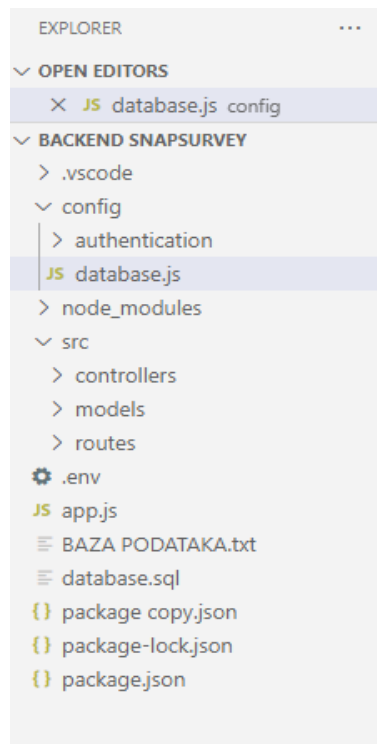 EXPLORER ...
OPEN EDITORS
JS database.js config
BACKEND SNAPSURVEY
.vscode
config
authentication
JS database.js
node_modules
src
controllers
models
routes
.env
JS app.js
BAZA PODATAKA.txt
database.sql
{} package copy.json
{} package-lock.json
{} package.json